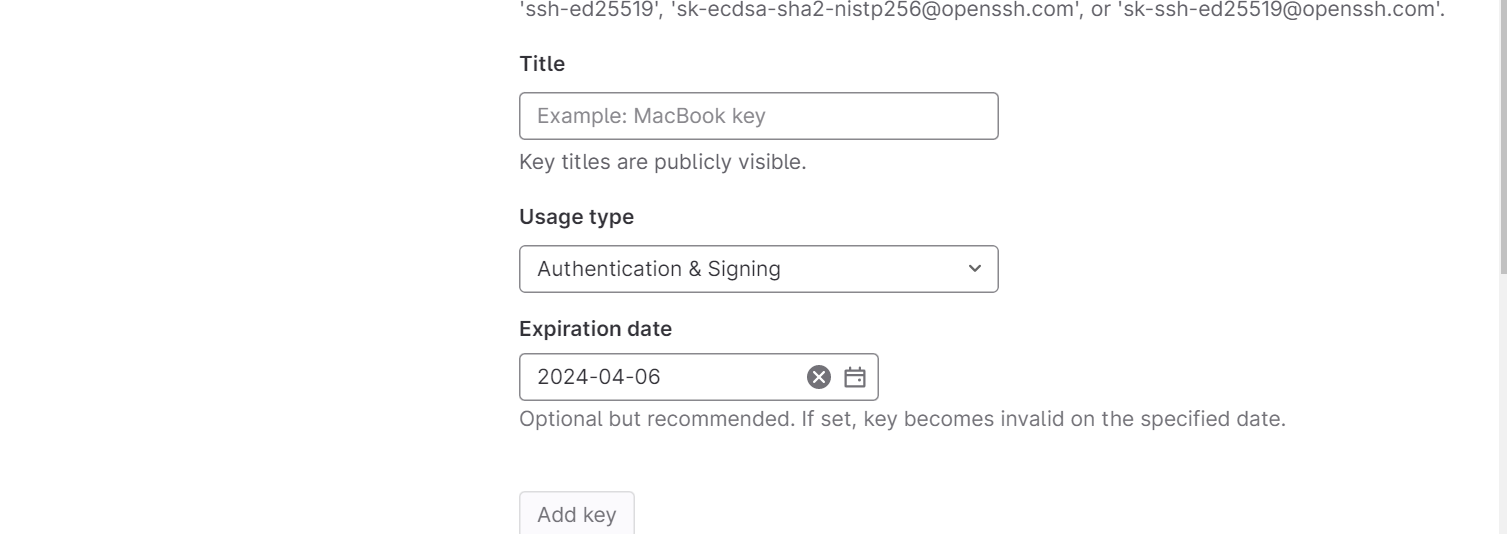 'ssh-ed25519', 'sk-ecdsa-sha2-nistp256@openssh.com', or 'sk-ssh-ed25519@openssh.com'.
Title
Example: MacBook key
Key titles are publicly visible.
Usage type
Authentication & Signing
Expiration date
2024-04-06
Optional but recommended. If set, key becomes invalid on the specified date.
Add key